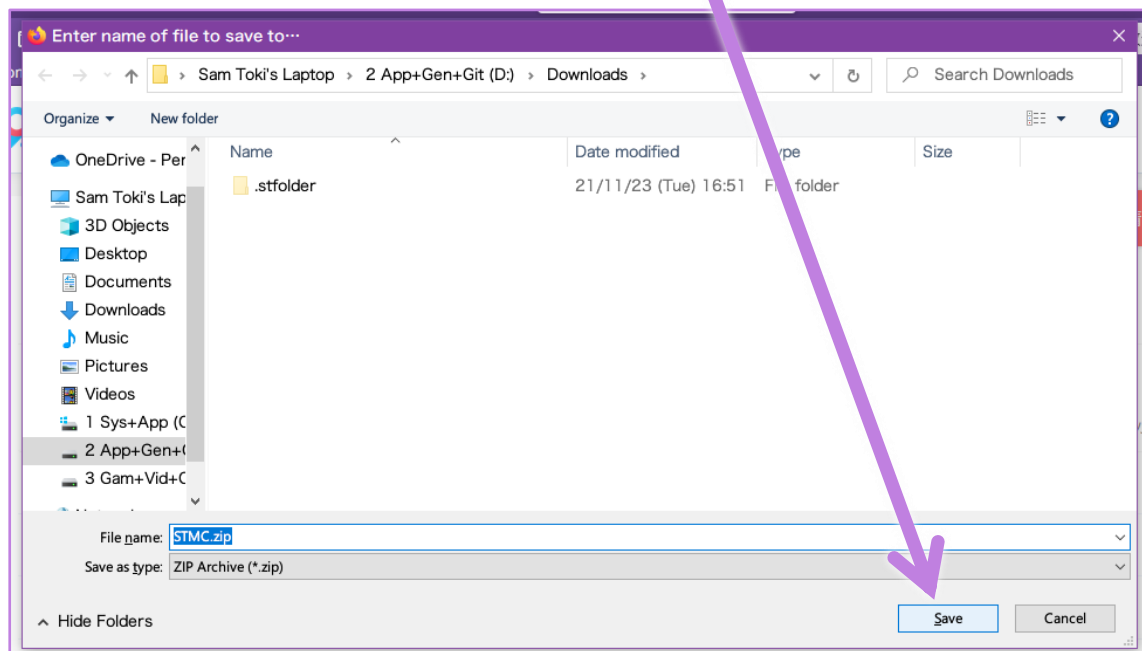 Enter name of file to save to…
Sam Toki's Laptop › 2 App+Gen+Git (D:) › Downloads ›
Search Downloads
Organize
New folder
Name
Date modified
Size
.stfolder
21/11/23 (Tue) 16:51
folder
OneDrive - Per
Sam Toki's Lap
3D Objects
Desktop
Documents
Downloads
Music
Pictures
Videos
1 Sys+App (C
2 App+Gen+G
3 Gam+Vid+C
File name: STMC.zip
Save as type: ZIP Archive (*.zip)
Hide Folders
Save
Cancel